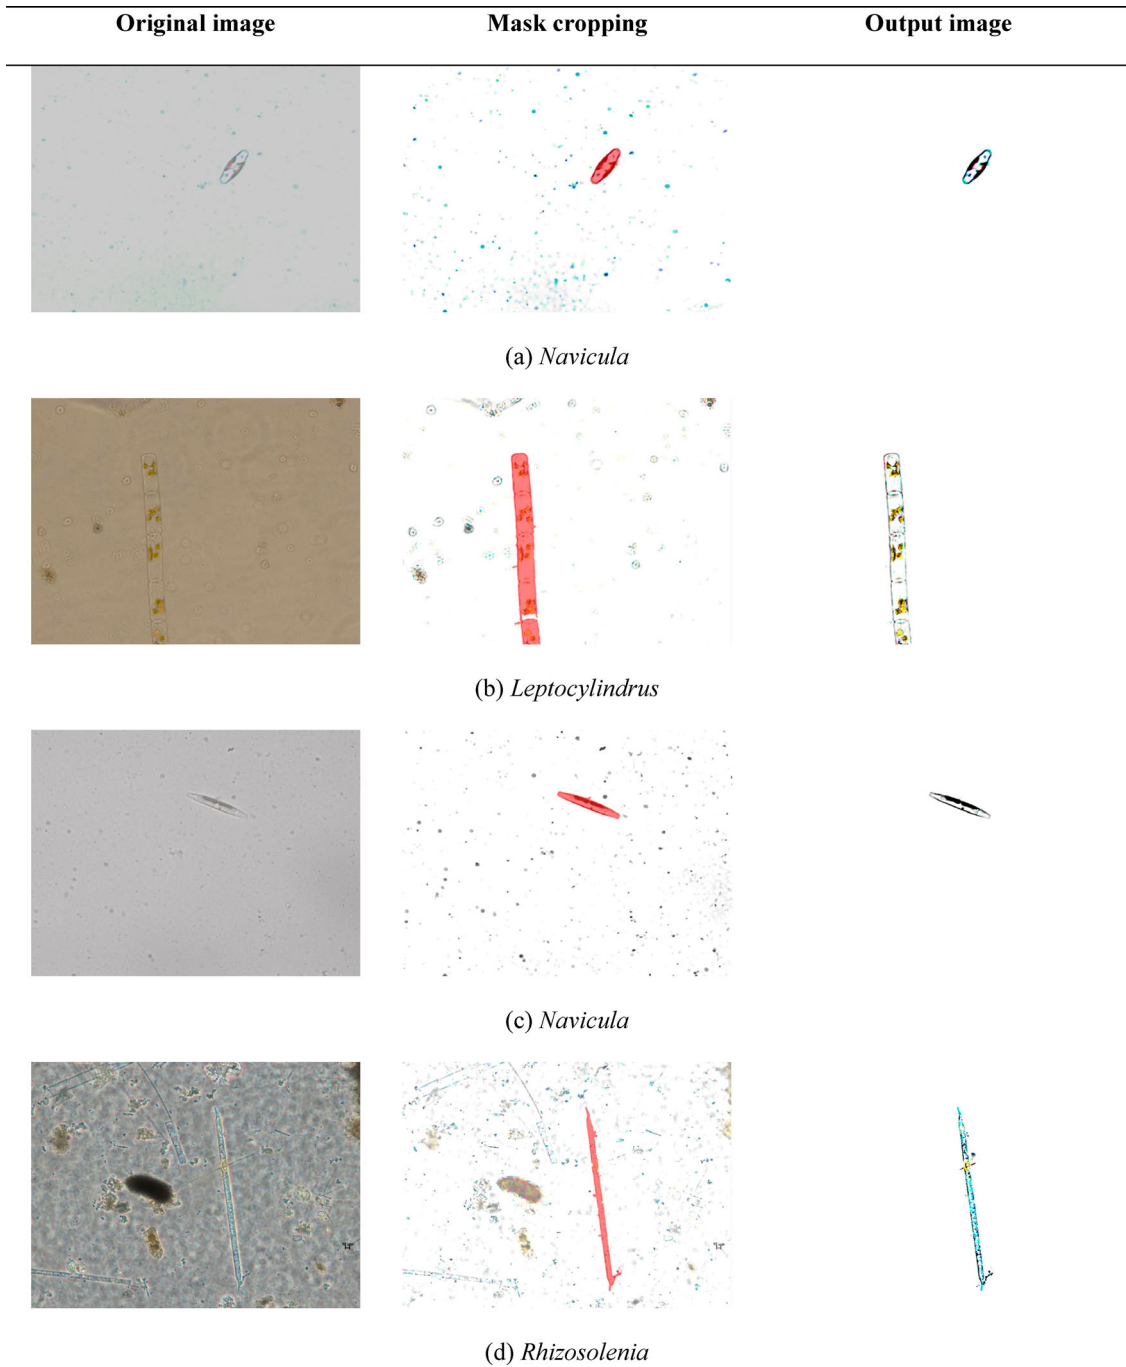 Original image Mask cropping Output image
(a) Navicula
(b) Leptocylindrus
(c) Navicula
(d) Rhizosolenia